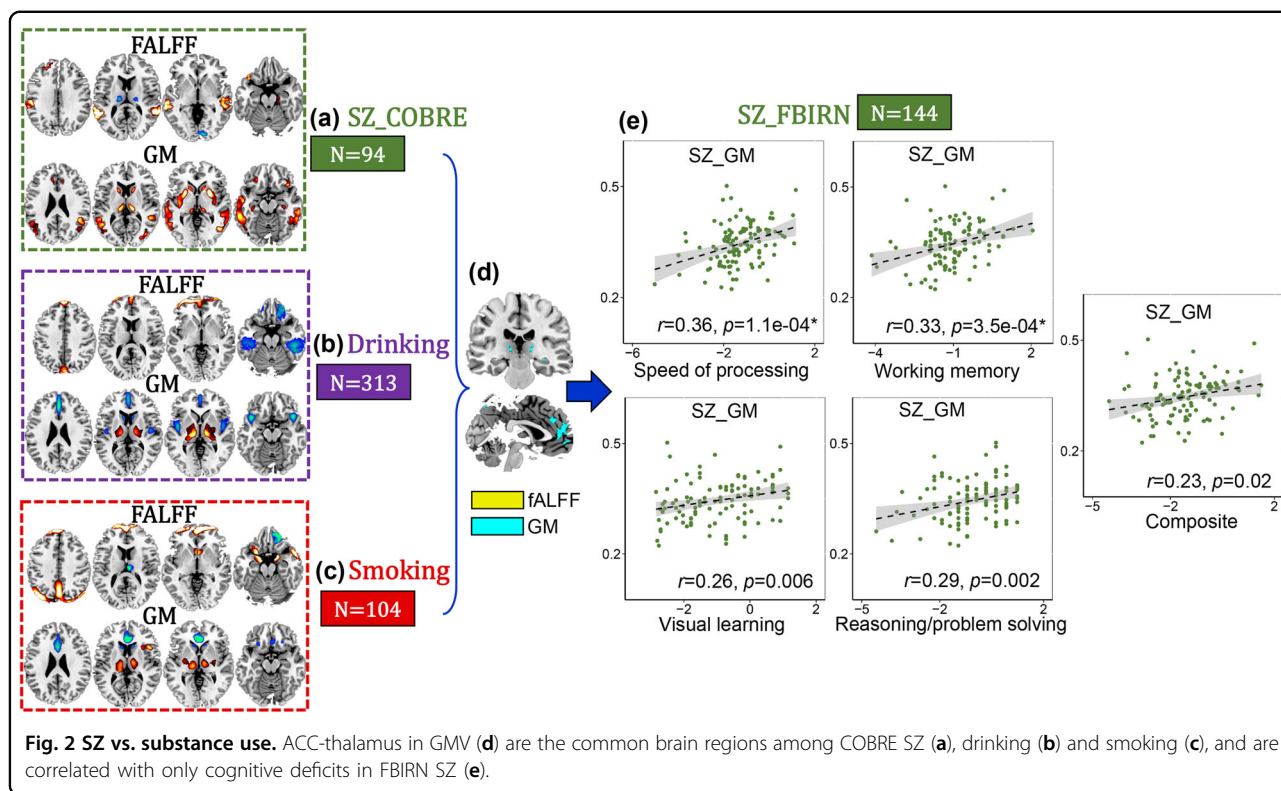 FALFF
GM
(a) SZ_COBRE
N=94
FALFF
GM
(b) Drinking
N=313
FALFF
GM
(c) Smoking
N=104
(d)
fALFF
GM
(e)
SZ_FBIRN N=144
SZ_GM
0.5
0.2
r=0.36, p=1.1e-04*
-6 -2 2
Speed of processing
SZ_GM
0.5
0.2
r=0.33, p=3.5e-04*
-4 -1 2
Working memory
SZ_GM
0.5
0.2
r=0.26, p=0.006
-2 0 2
Visual learning
SZ_GM
0.5
0.2
r=0.29, p=0.002
-5 -2 1
Reasoning/problem solving
SZ_GM
0.5
0.2
r=0.23, p=0.02
-5 -2 2
Composite
Fig. 2 SZ vs. substance use. ACC-thalamus in GMV (d) are the common brain regions among COBRE SZ (a), drinking (b) and smoking (c), and are
correlated with only cognitive deficits in FBIRN SZ (e).